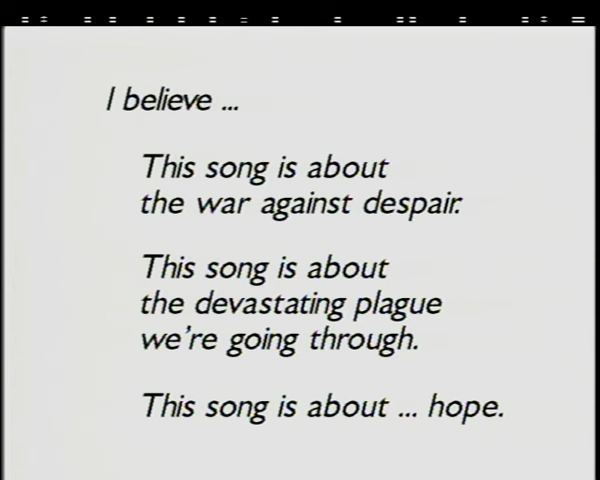 I believe ...
This song is about
the war against despair.
This song is about
the devastating plague
we're going through.
This song is about ... hope.